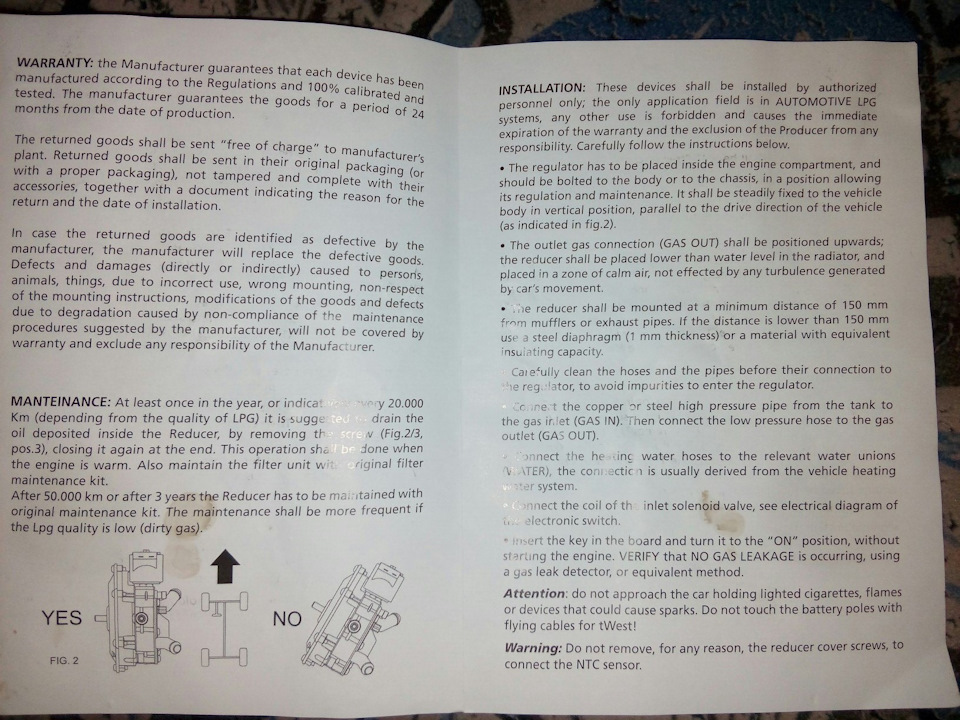 WARRANTY: the Manufacturer guarantees that each device has been
manufactured according to the Regulations and 100% calibrated and
tested. The manufacturer guarantees the goods for a period of 24
months from the date of production.
The returned goods shall be sent “free of charge” to manufacturer's
plant. Returned goods shall be sent in their original packaging (or
with a proper packaging), not tampered and complete with their
accessories, together with a document indicating the reason for the
return and the date of installation.
In case the returned goods are identified as defective by the
manufacturer, the manufacturer will replace the defective goods.
Defects and damages (directly or indirectly) caused to persons,
animals, things, due to incorrect use, wrong mounting, non-respect
of the mounting instructions, modifications of the goods and defects
due to degradation caused by non-compliance of the maintenance
procedures suggested by the manufacturer, will not be covered by
warranty and exclude any responsibility of the Manufacturer.
MANTEINANCE: At least once in the year, or every 20.000
Km (depending from the quality of LPG) it is suggested to drain the
oil deposited inside the Reducer, by removing the screw (Fig.2/3,
pos.3), closing it again at the end. This operation shall be done when
the engine is warm. Also maintain the filter unit with original filter
maintenance kit.
After 50.000 km or after 3 years the Reducer has to be maintained with
original maintenance kit. The maintenance shall be more frequent if
the Lpg quality is low (dirty gas).
YES
NO
FIG. 2
INSTALLATION: These devices shall be installed by authorized
personnel only; the only application field is in AUTOMOTIVE LPG
systems, any other use is forbidden and causes the immediate
expiration of the warranty and the exclusion of the Producer from any
responsibility. Carefully follow the instructions below.
• The regulator has to be placed inside the engine compartment, and
should be bolted to the body or to the chassis, in a position allowing
its regulation and maintenance. It shall be steadily fixed to the vehicle
body in vertical position, parallel to the drive direction of the vehicle
(as indicated in fig.2).
• The outlet gas connection (GAS OUT) shall be positioned upwards;
the reducer shall be placed lower than water level in the radiator, and
placed in a zone of calm air, not effected by any turbulence generated
by car's movement.
• The reducer shall be mounted at a minimum distance of 150 mm
from mufflers or exhaust pipes. If the distance is lower than 150 mm
use a steel diaphragm (1 mm thickness) or a material with equivalent
insulating capacity.
Carefully clean the hoses and the pipes before their connection to
the regulator, to avoid impurities to enter the regulator.
• Connect the copper or steel high pressure pipe from the tank to
the gas inlet (GAS IN). Then connect the low pressure hose to the gas
outlet (GAS OUT).
• Connect the heating water hoses to the relevant water unions
(WATER), the connection is usually derived from the vehicle heating
water system.
• Connect the coil of the inlet solenoid valve, see electrical diagram of
the electronic switch.
• Insert the key in the board and turn it to the “ON” position, without
starting the engine. VERIFY that NO GAS LEAKAGE is occurring, using
a gas leak detector, or equivalent method.
Attention: do not approach the car holding lighted cigarettes, flames
or devices that could cause sparks. Do not touch the battery poles with
flying cables for tWest!
Warning: Do not remove, for any reason, the reducer cover screws, to
connect the NTC sensor.